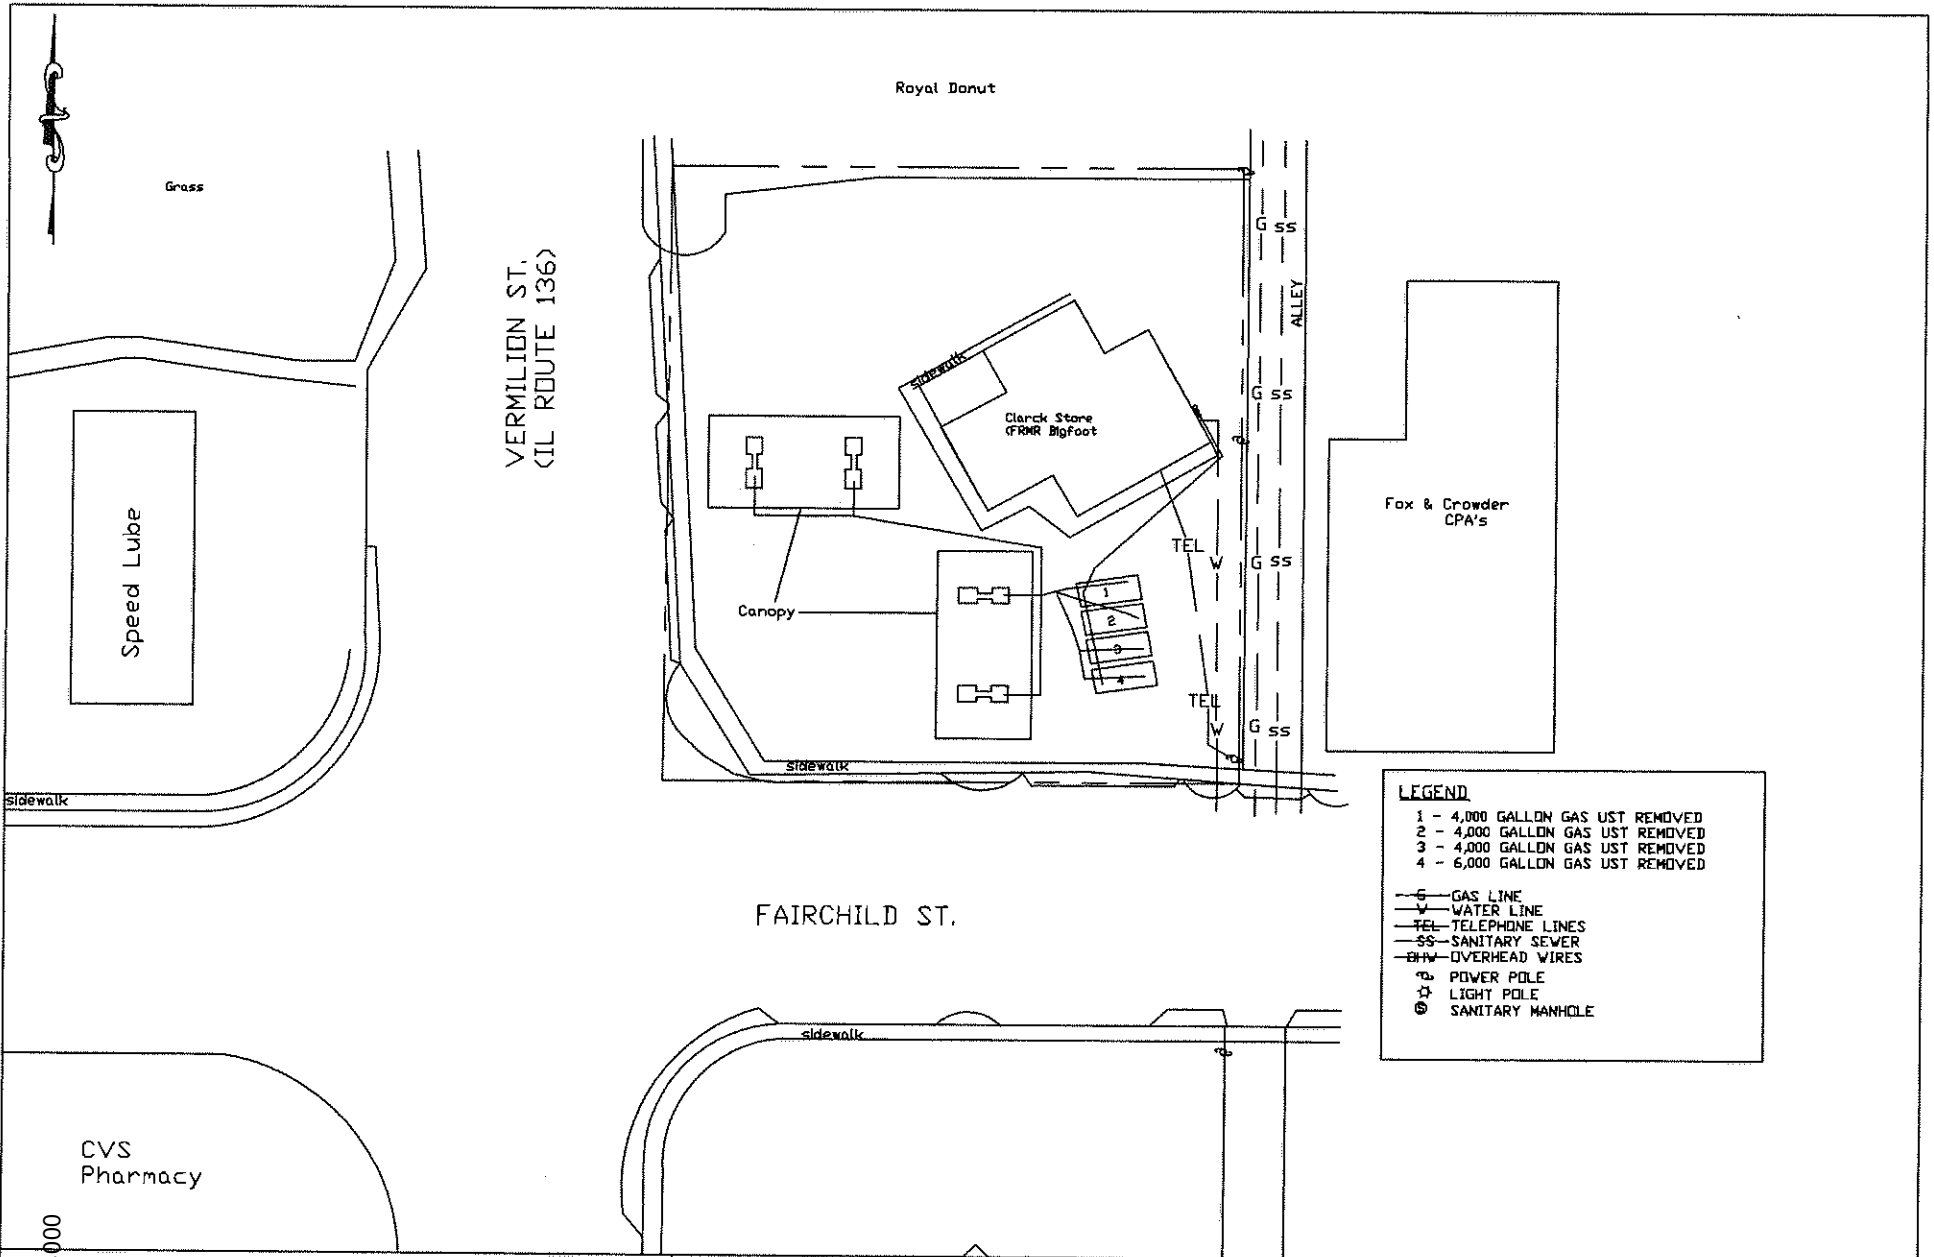 Royal Donut
Grass
VERMILION ST.
(IL ROUTE 136)
G SS
ALLEY
sidewalk
G SS
Clarck Store
(FRMR Bigfoot
Fox & Crowder
CPA's
Speed Lube
TEL
W
G SS
Canopy
1
2
3
4
TEL
W
G SS
sidewalk
sidewalk
LEGEND
1 - 4,000 GALLON GAS UST REMOVED
2 - 4,000 GALLON GAS UST REMOVED
3 - 4,000 GALLON GAS UST REMOVED
4 - 6,000 GALLON GAS UST REMOVED
G GAS LINE
W WATER LINE
TEL TELEPHONE LINES
SS SANITARY SEWER
OHW OVERHEAD WIRES
POWER POLE
LIGHT POLE
S SANITARY MANHOLE
FAIRCHILD ST.
sidewalk
CVS
Pharmacy
000